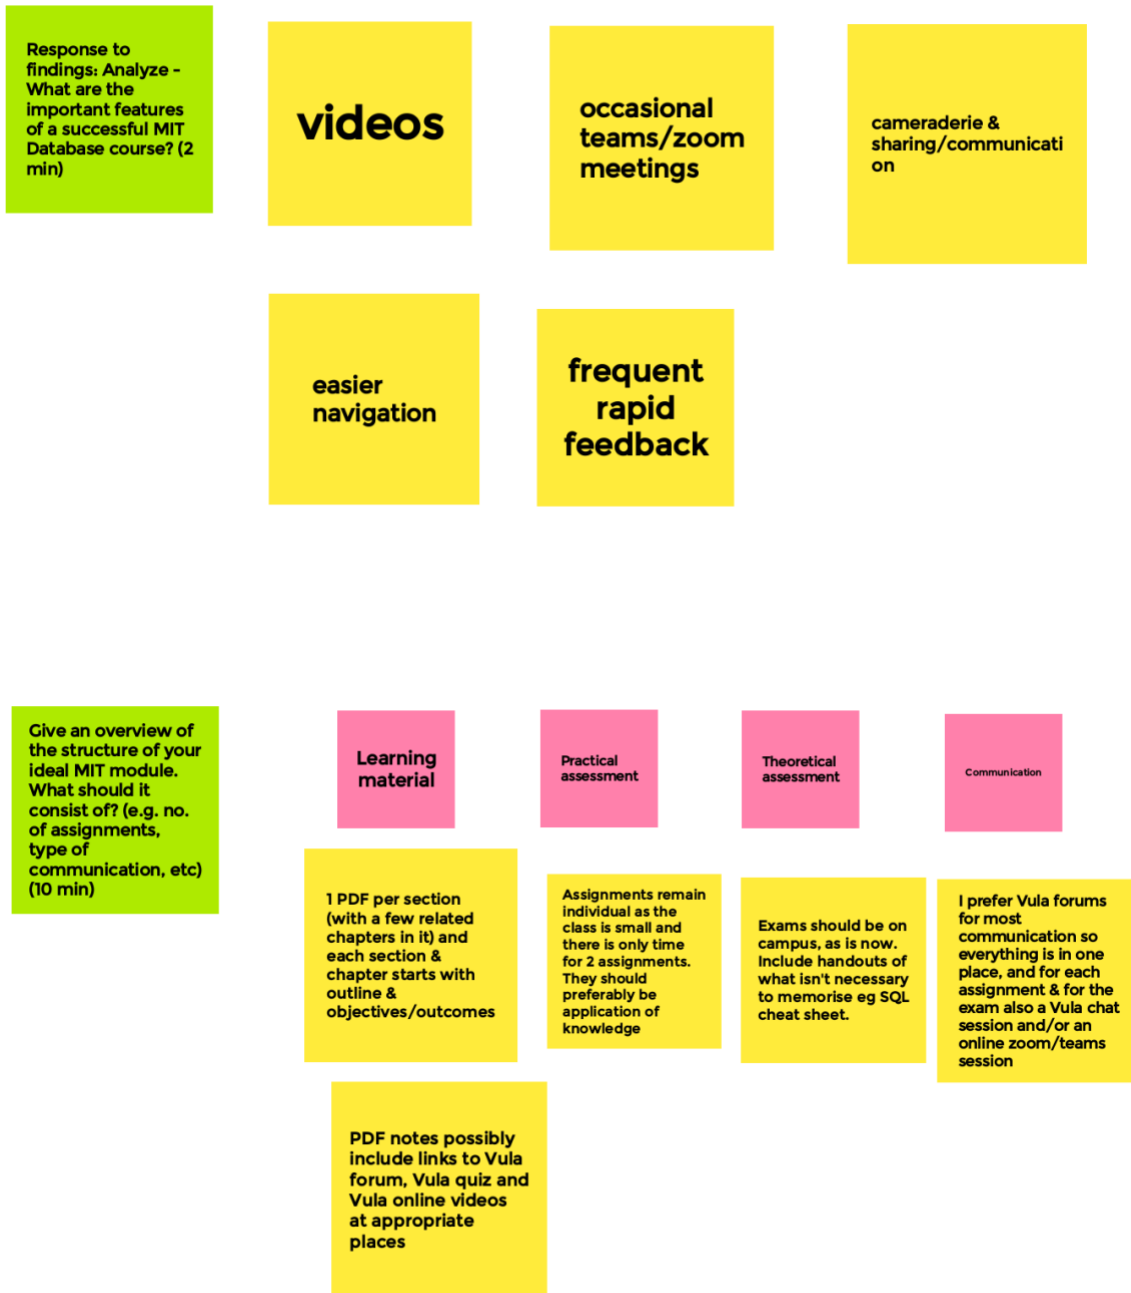 Response to
findings: Analyze -
What are the
important features
of a successful MIT
Database course? (2
min)
videos
occasional
teams/zoom
meetings
cameraderie &
sharing/communicati
on
easier
navigation
frequent
rapid
feedback
Give an overview of
the structure of your
ideal MIT module.
What should it
consist of? (e.g. no.
of assignments,
type of
communication, etc)
(10 min)
Learning
material
Practical
assessment
Theoretical
assessment
Communication
1 PDF per section
(with a few related
chapters in it) and
each section &
chapter starts with
outline &
objectives/outcomes
Assignments remain
individual as the
class is small and
there is only time
for 2 assignments.
They should
preferably be
application of
knowledge
Exams should be on
campus, as is now.
Include handouts of
what isn't necessary
to memorise eg SQL
cheat sheet.
I prefer Vula forums
for most
communication so
everything is in one
place, and for each
assignment & for the
exam also a Vula chat
session and/or an
online zoom/teams
session
PDF notes possibly
include links to Vula
forum, Vula quiz and
Vula online videos
at appropriate
places